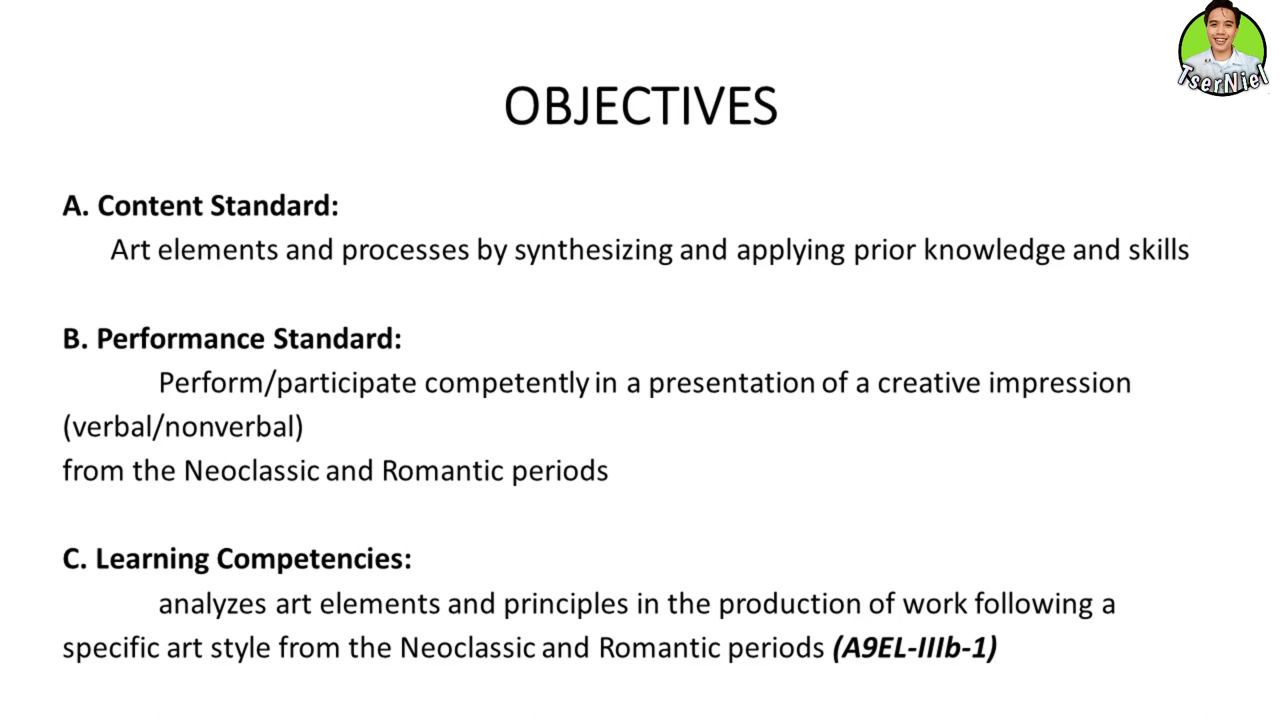 TserNiel
OBJECTIVES
A. Content Standard:
Art elements and processes by synthesizing and applying prior knowledge and skills
B. Performance Standard:
Perform/participate competently in a presentation of a creative impression
(verbal/nonverbal)
from the Neoclassic and Romantic periods
C. Learning Competencies:
analyzes art elements and principles in the production of work following a
specific art style from the Neoclassic and Romantic periods (A9EL-IIIb-1)